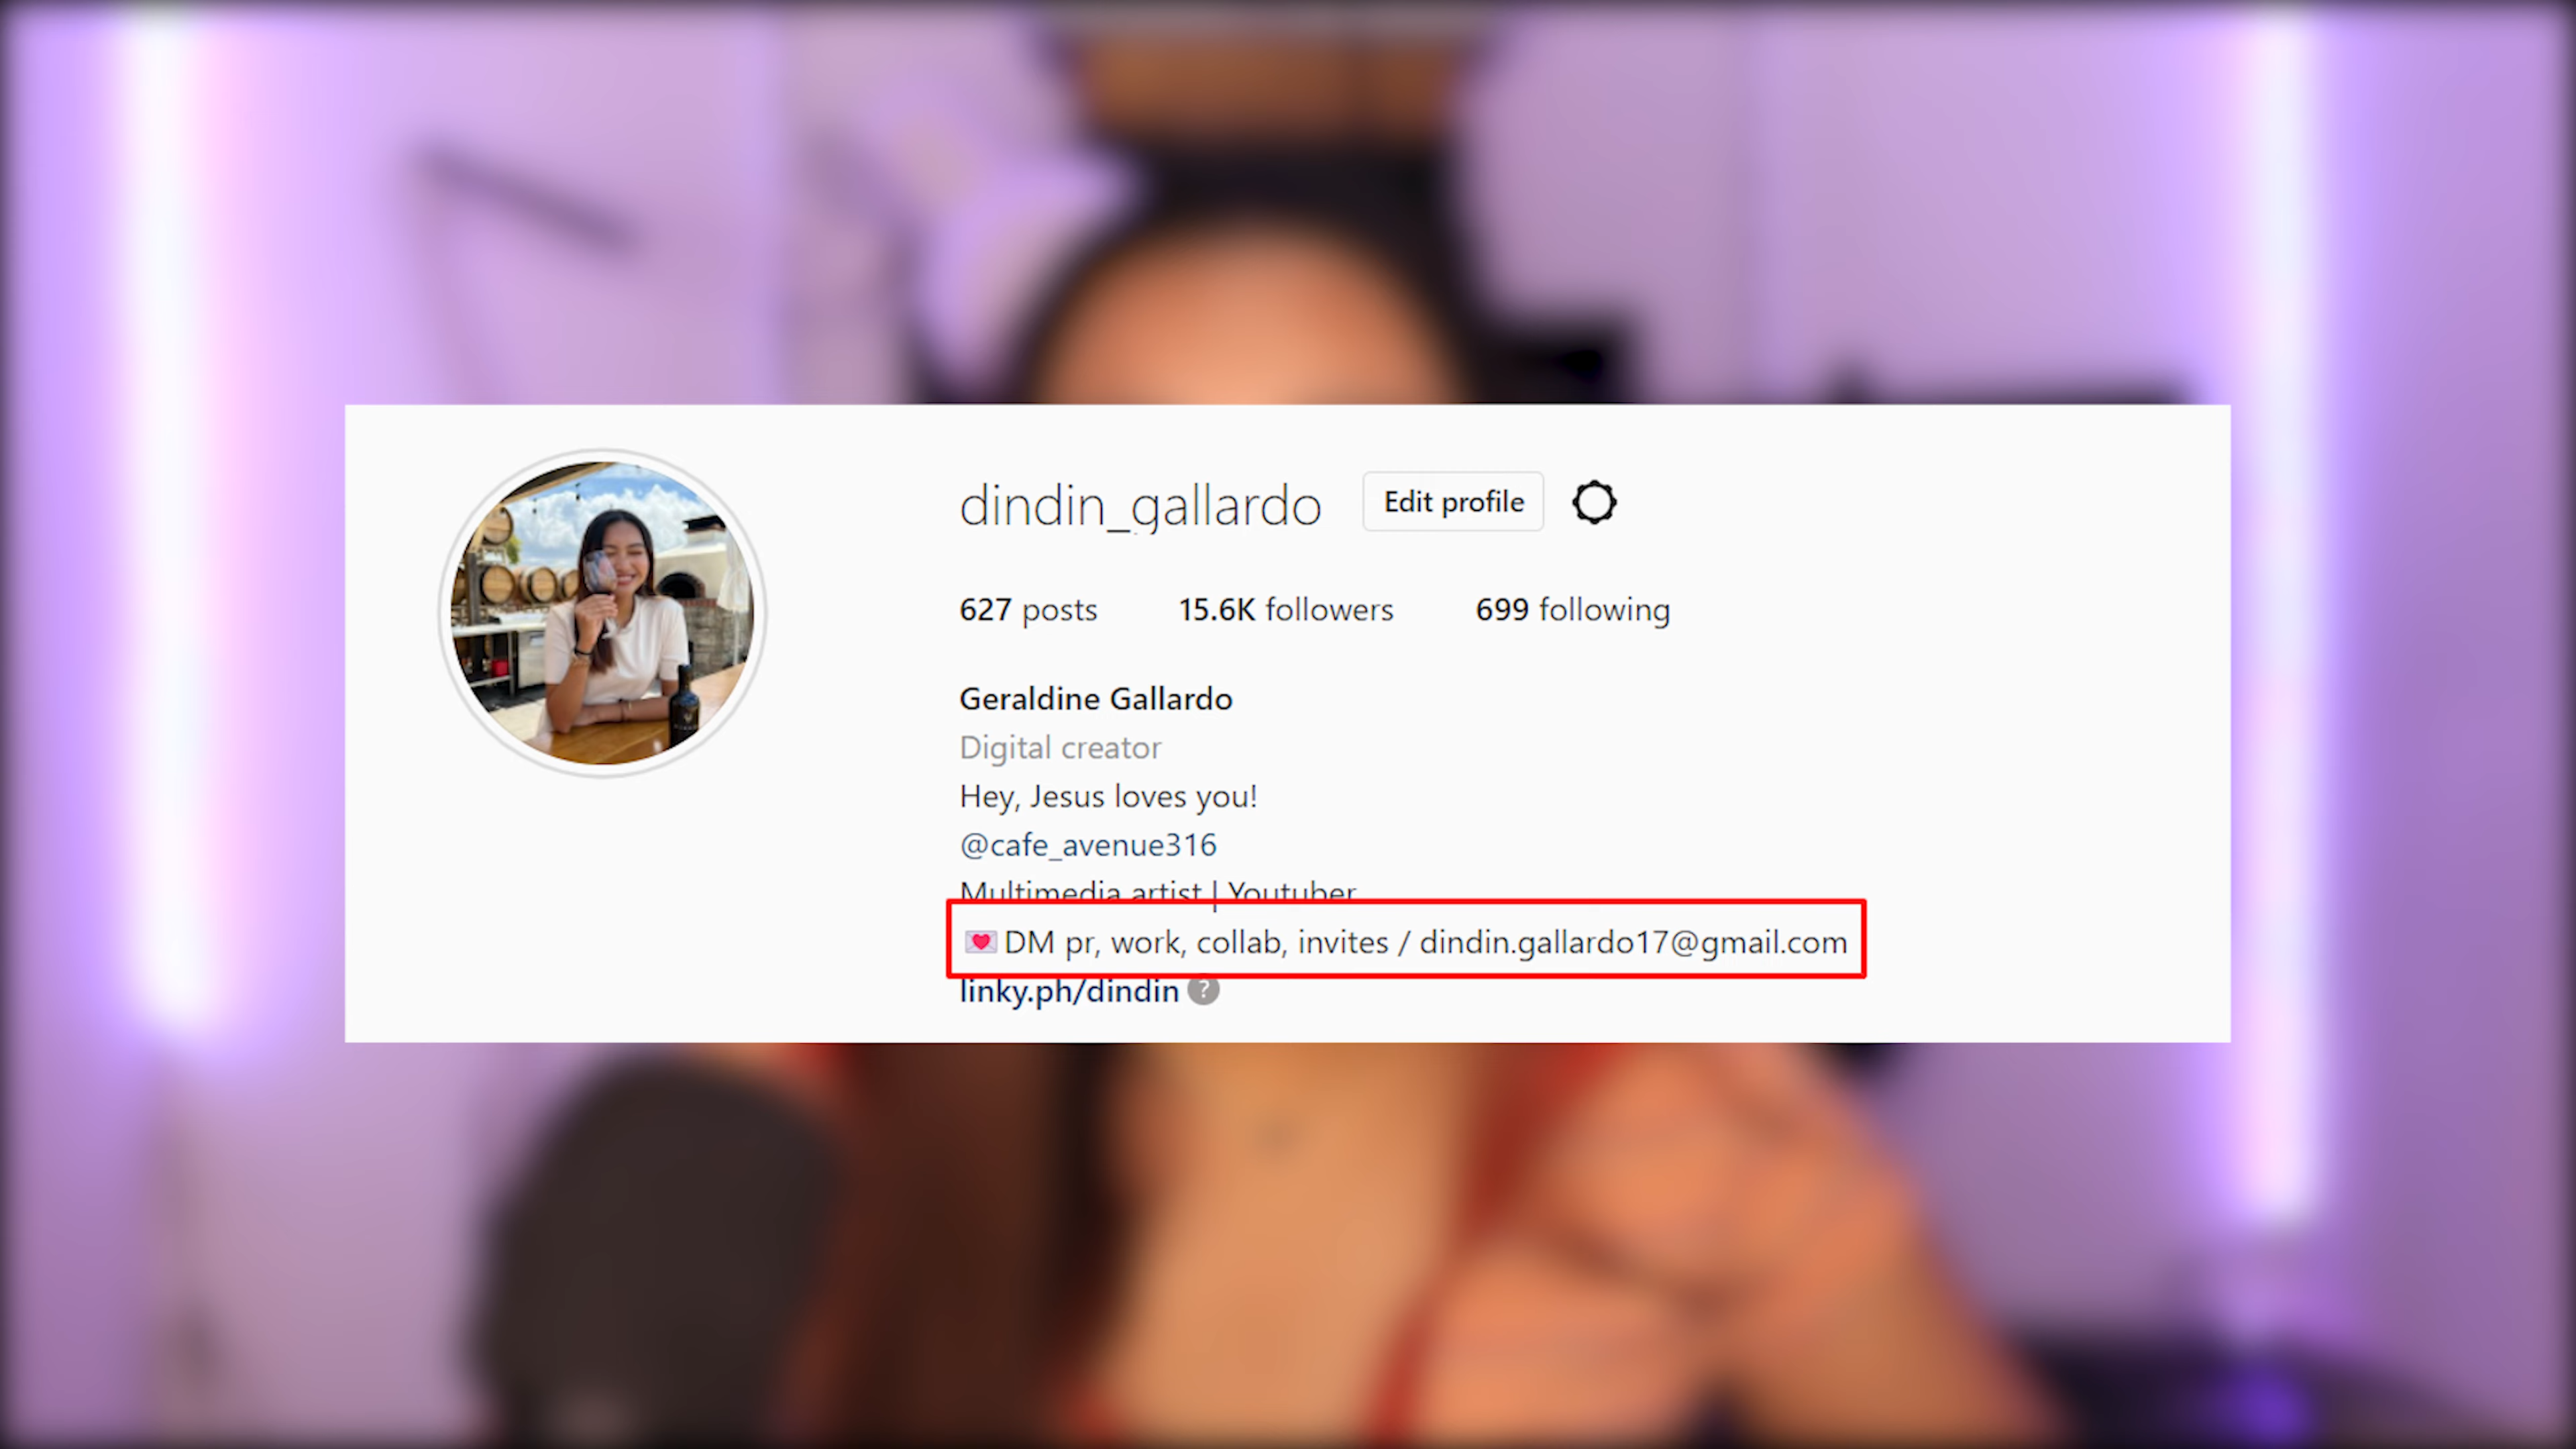 dindin_gallardo Edit profile
627 posts 15.6K followers 699 following
Geraldine Gallardo
Digital creator
Hey, Jesus loves you!
@cafe_avenue316
Multimedia artist | Youtuber
💌 DM pr, work, collab, invites / dindin.gallardo17@gmail.com
linky.ph/dindin ?